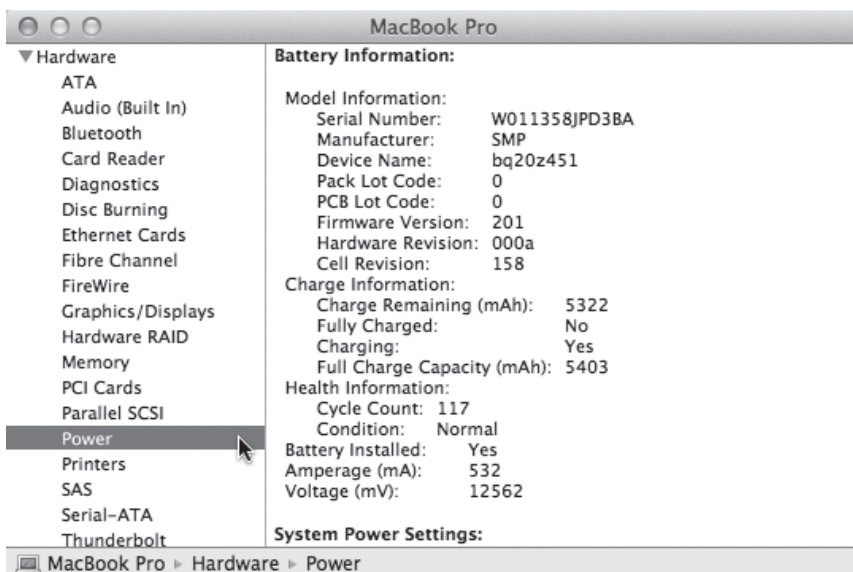 MacBook Pro
Hardware
ATA
Audio (Built In)
Bluetooth
Card Reader
Diagnostics
Disc Burning
Ethernet Cards
Fibre Channel
FireWire
Graphics/Displays
Hardware RAID
Memory
PCI Cards
Parallel SCSI
Power
Printers
SAS
Serial-ATA
Thunderbolt
Battery Information:
Model Information:
Serial Number: W011358JPD3BA
Manufacturer: SMP
Device Name: bq20z451
Pack Lot Code: 0
PCB Lot Code: 0
Firmware Version: 201
Hardware Revision: 000a
Cell Revision: 158
Charge Information:
Charge Remaining (mAh): 5322
Fully Charged: No
Charging: Yes
Full Charge Capacity (mAh): 5403
Health Information:
Cycle Count: 117
Condition: Normal
Battery Installed: Yes
Amperage (mA): 532
Voltage (mV): 12562
System Power Settings:
MacBook Pro ▸ Hardware ▸ Power